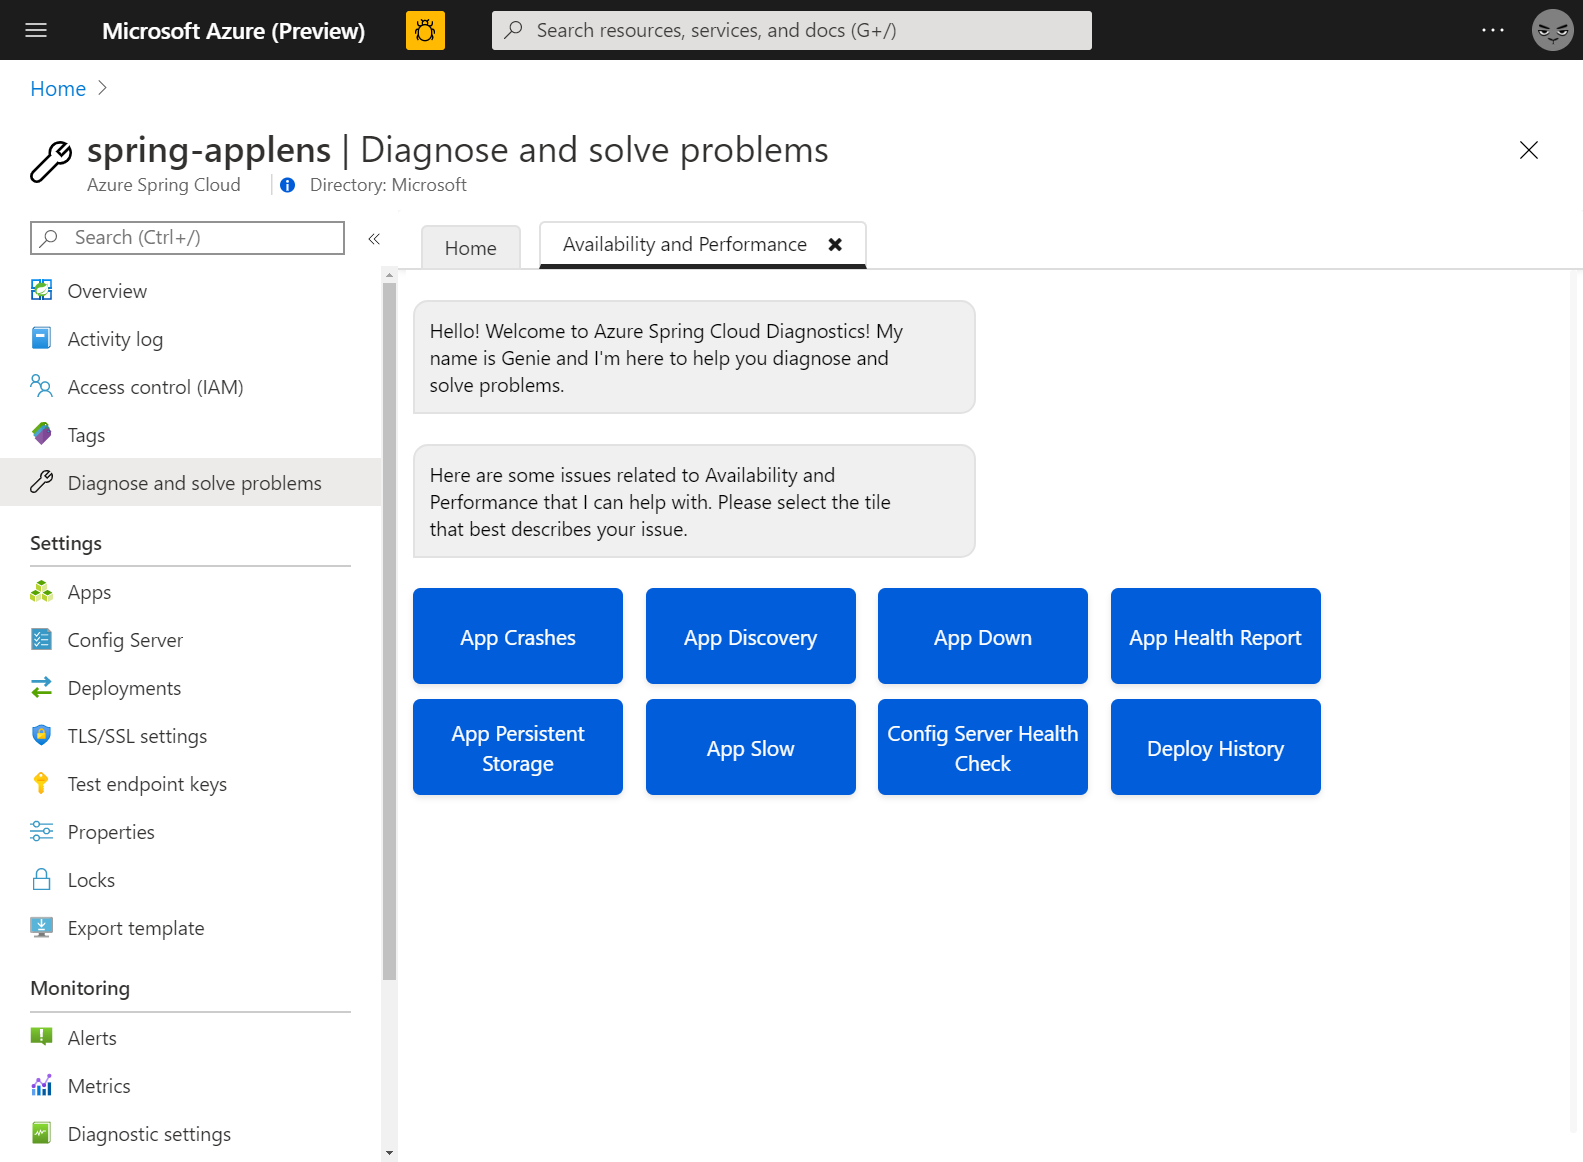 Microsoft Azure (Preview)
Search resources, services, and docs (G+/)
Home
spring-applens | Diagnose and solve problems
Azure Spring Cloud
Directory: Microsoft
Search (Ctrl+/)
Overview
Activity log
Access control (IAM)
Tags
Diagnose and solve problems
Settings
Apps
Config Server
Deployments
TLS/SSL settings
Test endpoint keys
Properties
Locks
Export template
Monitoring
Alerts
Metrics
Diagnostic settings
Home
Availability and Performance
Hello! Welcome to Azure Spring Cloud Diagnostics! My
name is Genie and I'm here to help you diagnose and
solve problems.
Here are some issues related to Availability and
Performance that I can help with. Please select the tile
that best describes your issue.
App Crashes
App Discovery
App Down
App Health Report
App Persistent
Storage
App Slow
Config Server Health
Check
Deploy History